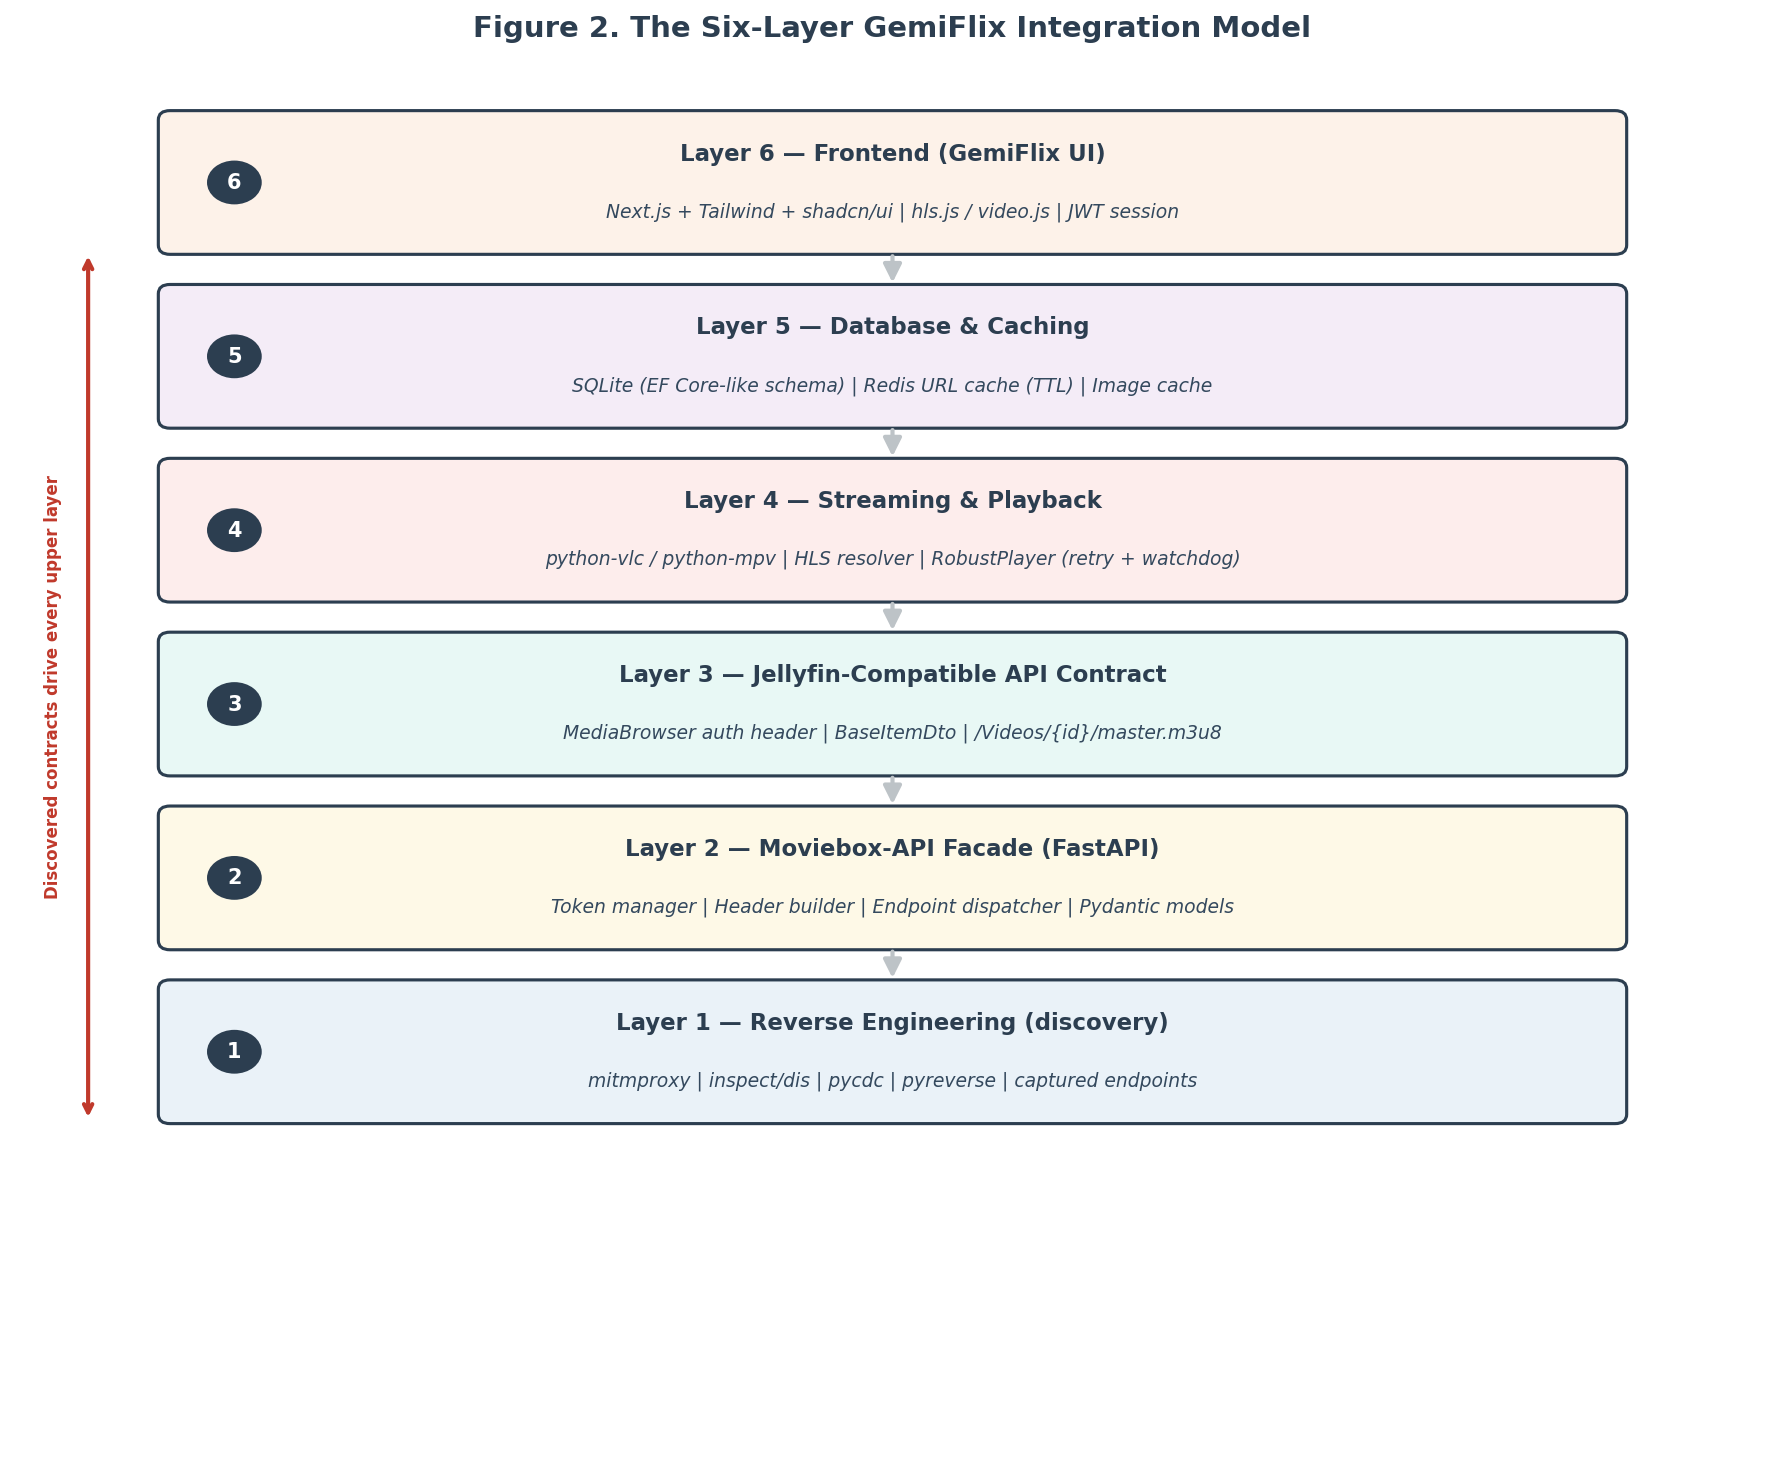 Figure 2. The Six-Layer GemiFlix Integration Model
6
Layer 6 — Frontend (GemiFlix UI)
Next.js + Tailwind + shadcn/ui | hls.js / video.js | JWT session
5
Layer 5 — Database & Caching
SQLite (EF Core-like schema) | Redis URL cache (TTL) | Image cache
4
Layer 4 — Streaming & Playback
python-vlc / python-mpv | HLS resolver | RobustPlayer (retry + watchdog)
3
Layer 3 — Jellyfin-Compatible API Contract
MediaBrowser auth header | BaseItemDto | /Videos/{id}/master.m3u8
2
Layer 2 — Moviebox-API Facade (FastAPI)
Token manager | Header builder | Endpoint dispatcher | Pydantic models
1
Layer 1 — Reverse Engineering (discovery)
mitmproxy | inspect/dis | pycdc | pyreverse | captured endpoints
Discovered contracts drive every upper layer